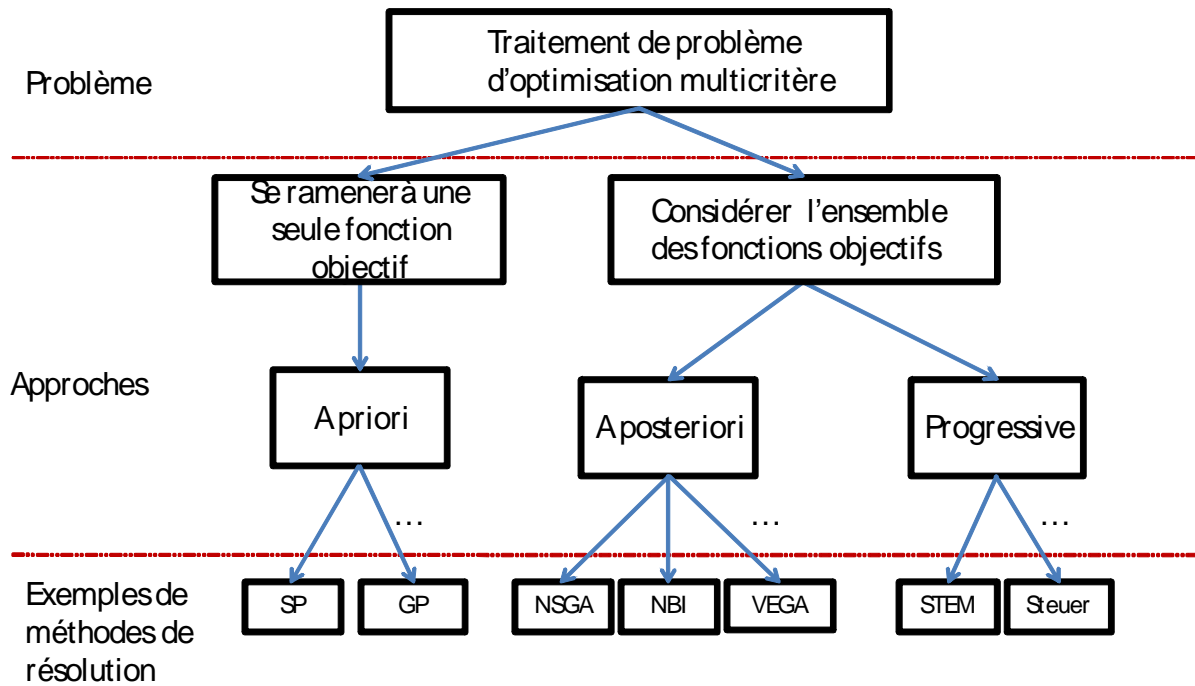 Traitement de problème
d'optimisation multicritère
Problème
Se ramener à une
seule fonction
objectif
Considérer l'ensemble
des fonctions objectifs
Approches
A priori
A posteriori
Progressive
...
...
...
Exemples de
méthodes de
résolution
SP
GP
NSGA
NBI
VEGA
STEM
Steuer